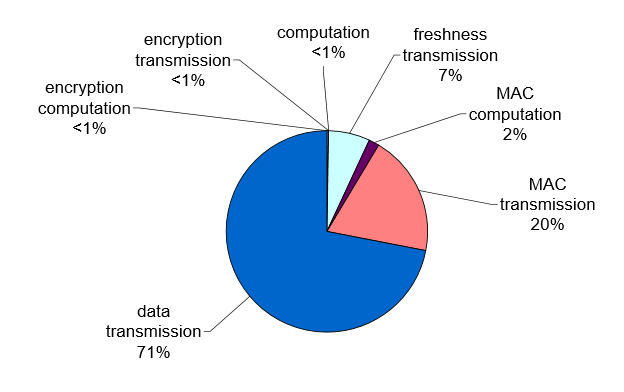 computation
<1%
freshness
transmission
7%
encryption
transmission
<1%
encryption
computation
<1%
MAC
computation
2%
MAC
transmission
20%
data
transmission
71%